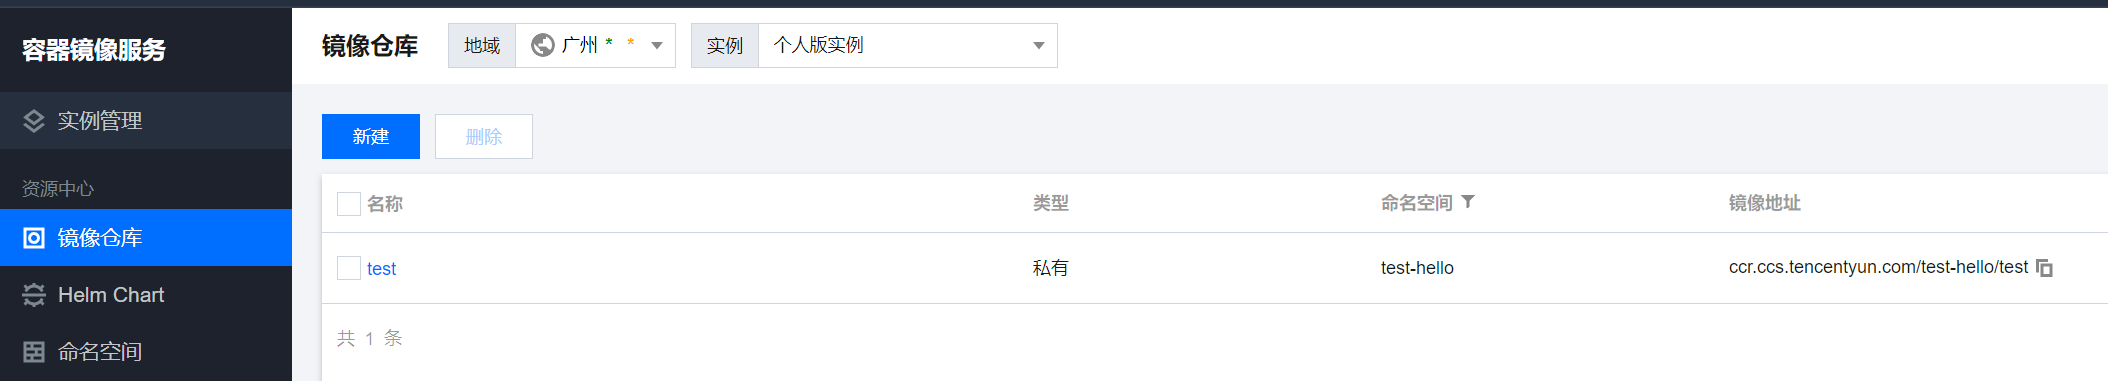 容器镜像服务
实例管理
资源中心
镜像仓库
Helm Chart
命名空间
镜像仓库 地域 广州 * * 实例 个人版实例
新建 删除
名称 类型 命名空间 镜像地址
test 私有 test-hello ccr.ccs.tencentyun.com/test-hello/test
共 1 条